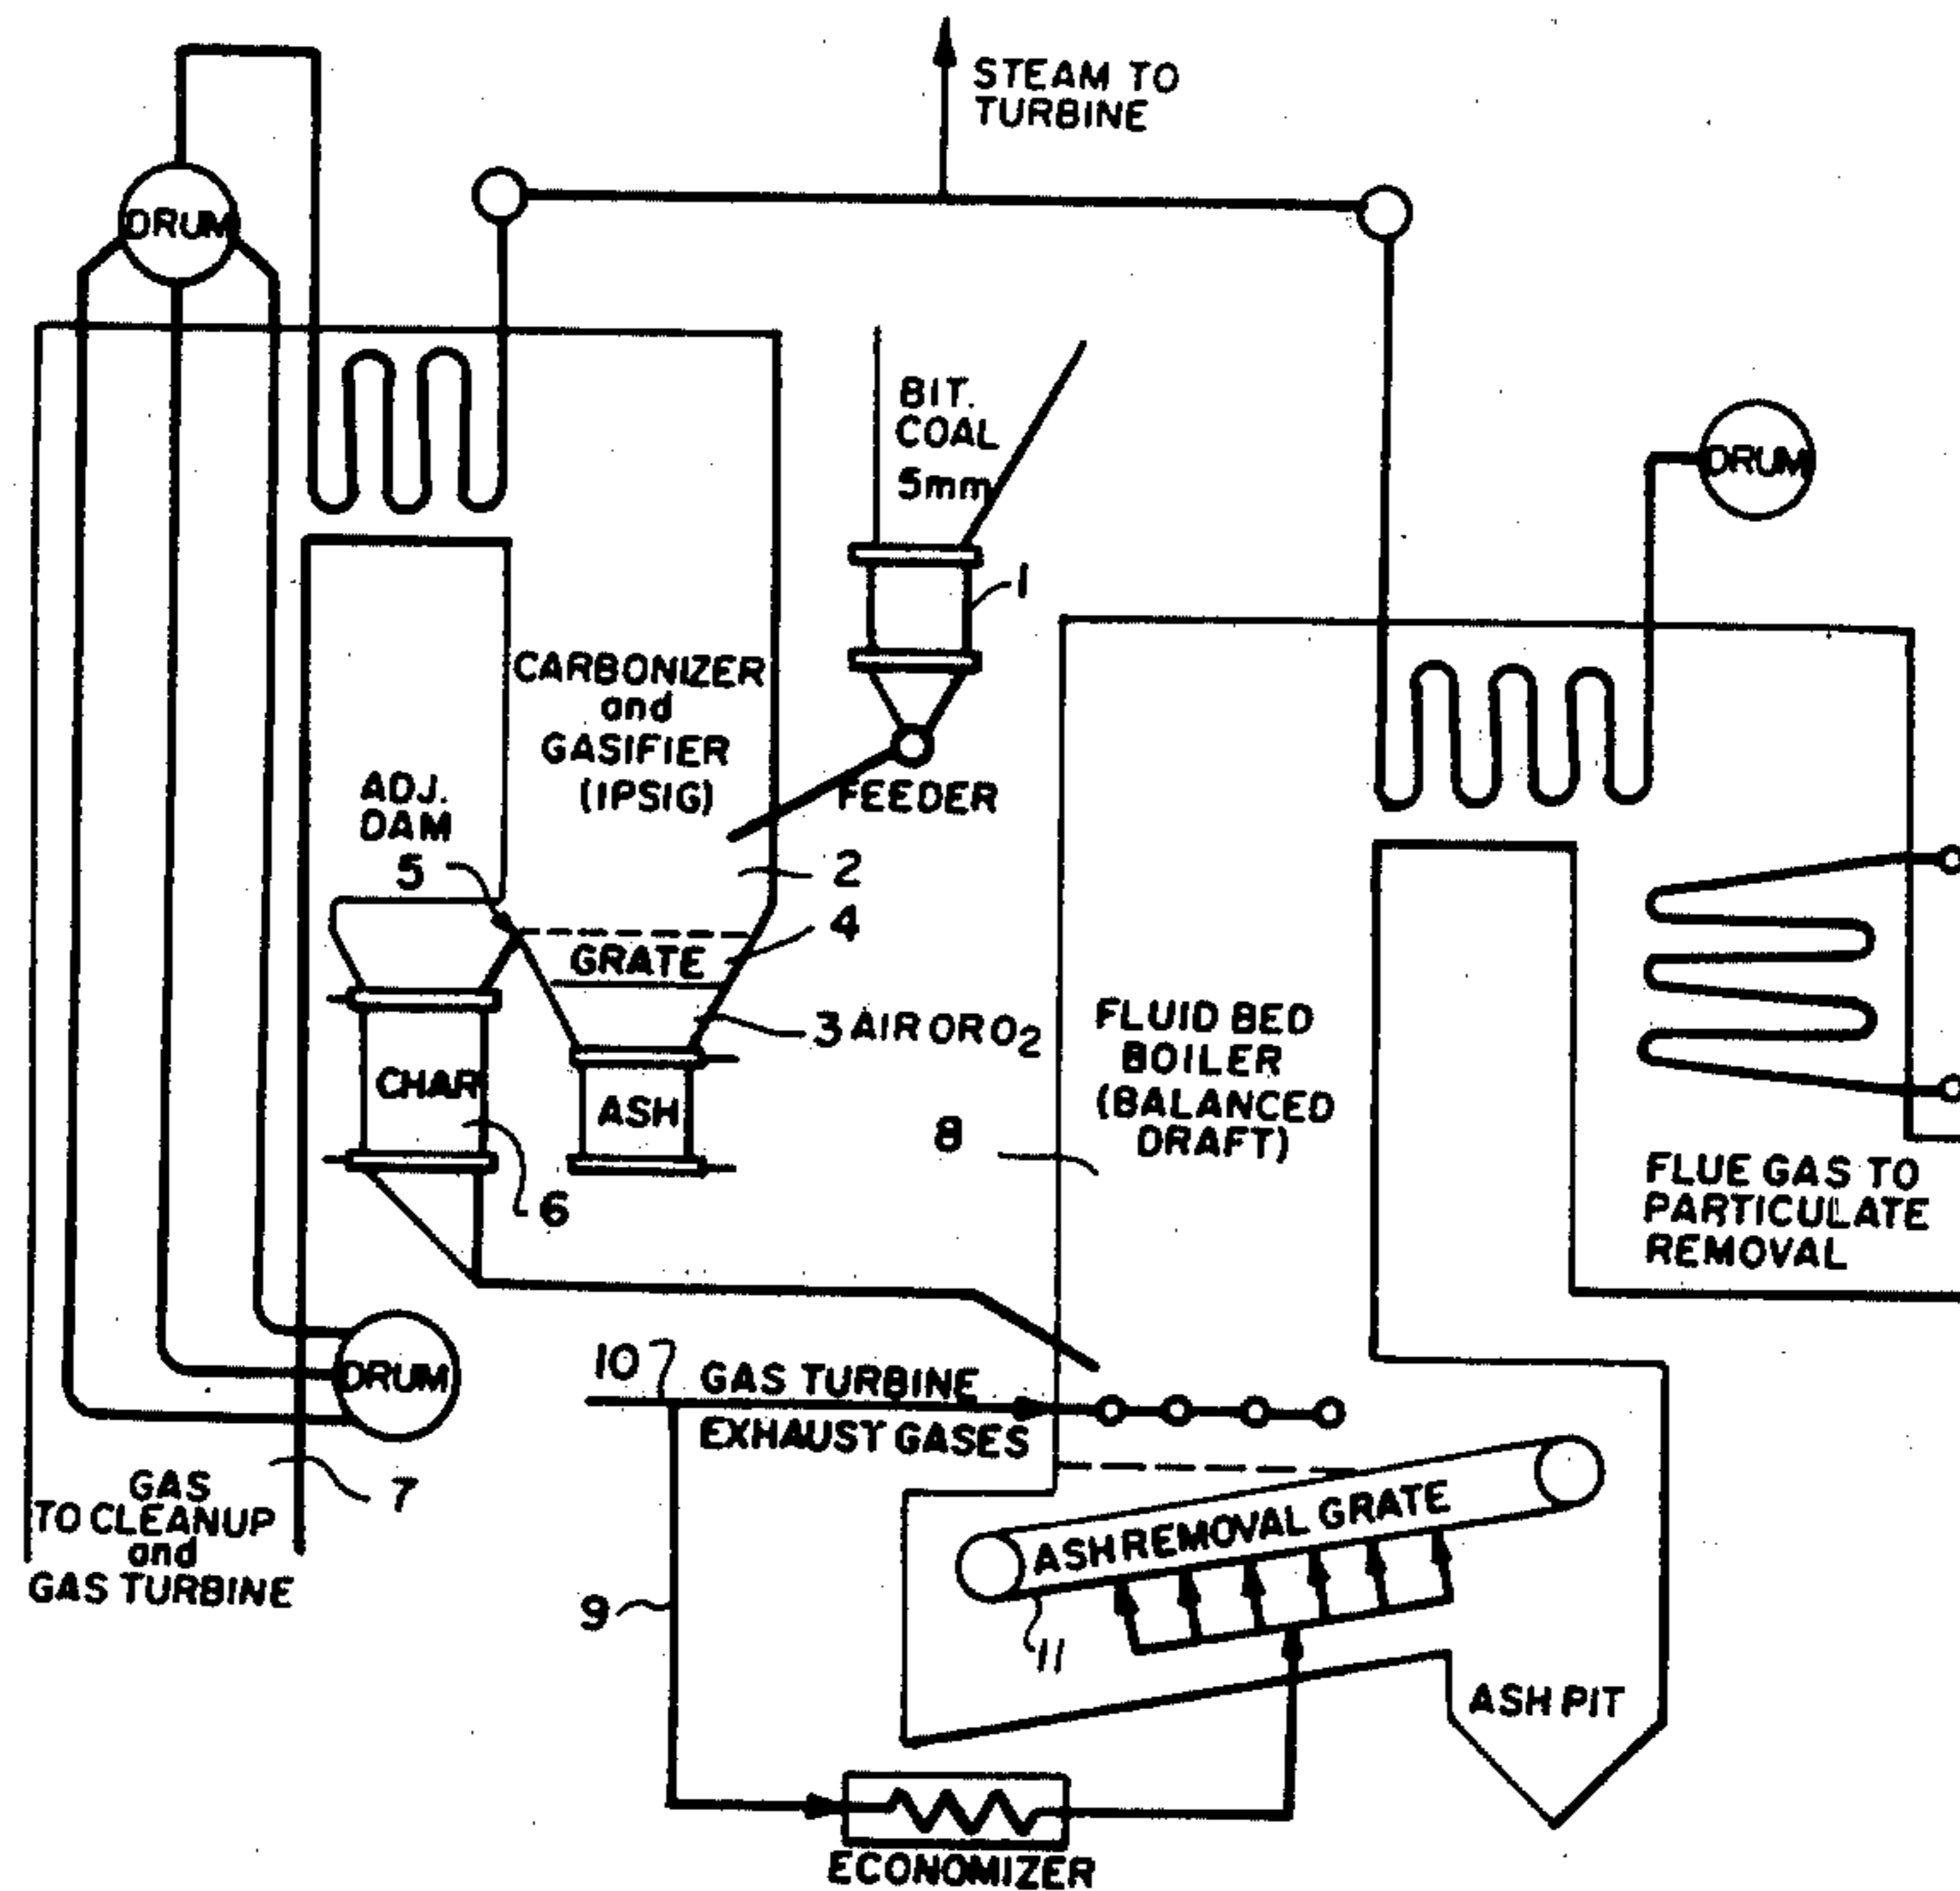 STEAM TO
TURBINE
DRUM
BIT.
COAL
5mm
DRUM
1
CARBONIZER
and
GASIFIER
(1PSIG)
FEEDER
ADJ.
DAM
5
2
4
GRATE
3 AIR OR O2
CHAR
ASH
6
FLUID BED
BOILER
(BALANCED
DRAFT)
8
FLUE GAS TO
PARTICULATE
REMOVAL
DRUM
10
GAS TURBINE
EXHAUST GASES
7
GAS
TO CLEANUP
and
GAS TURBINE
ASH REMOVAL GRATE
9
11
ASH PIT
ECONOMIZER